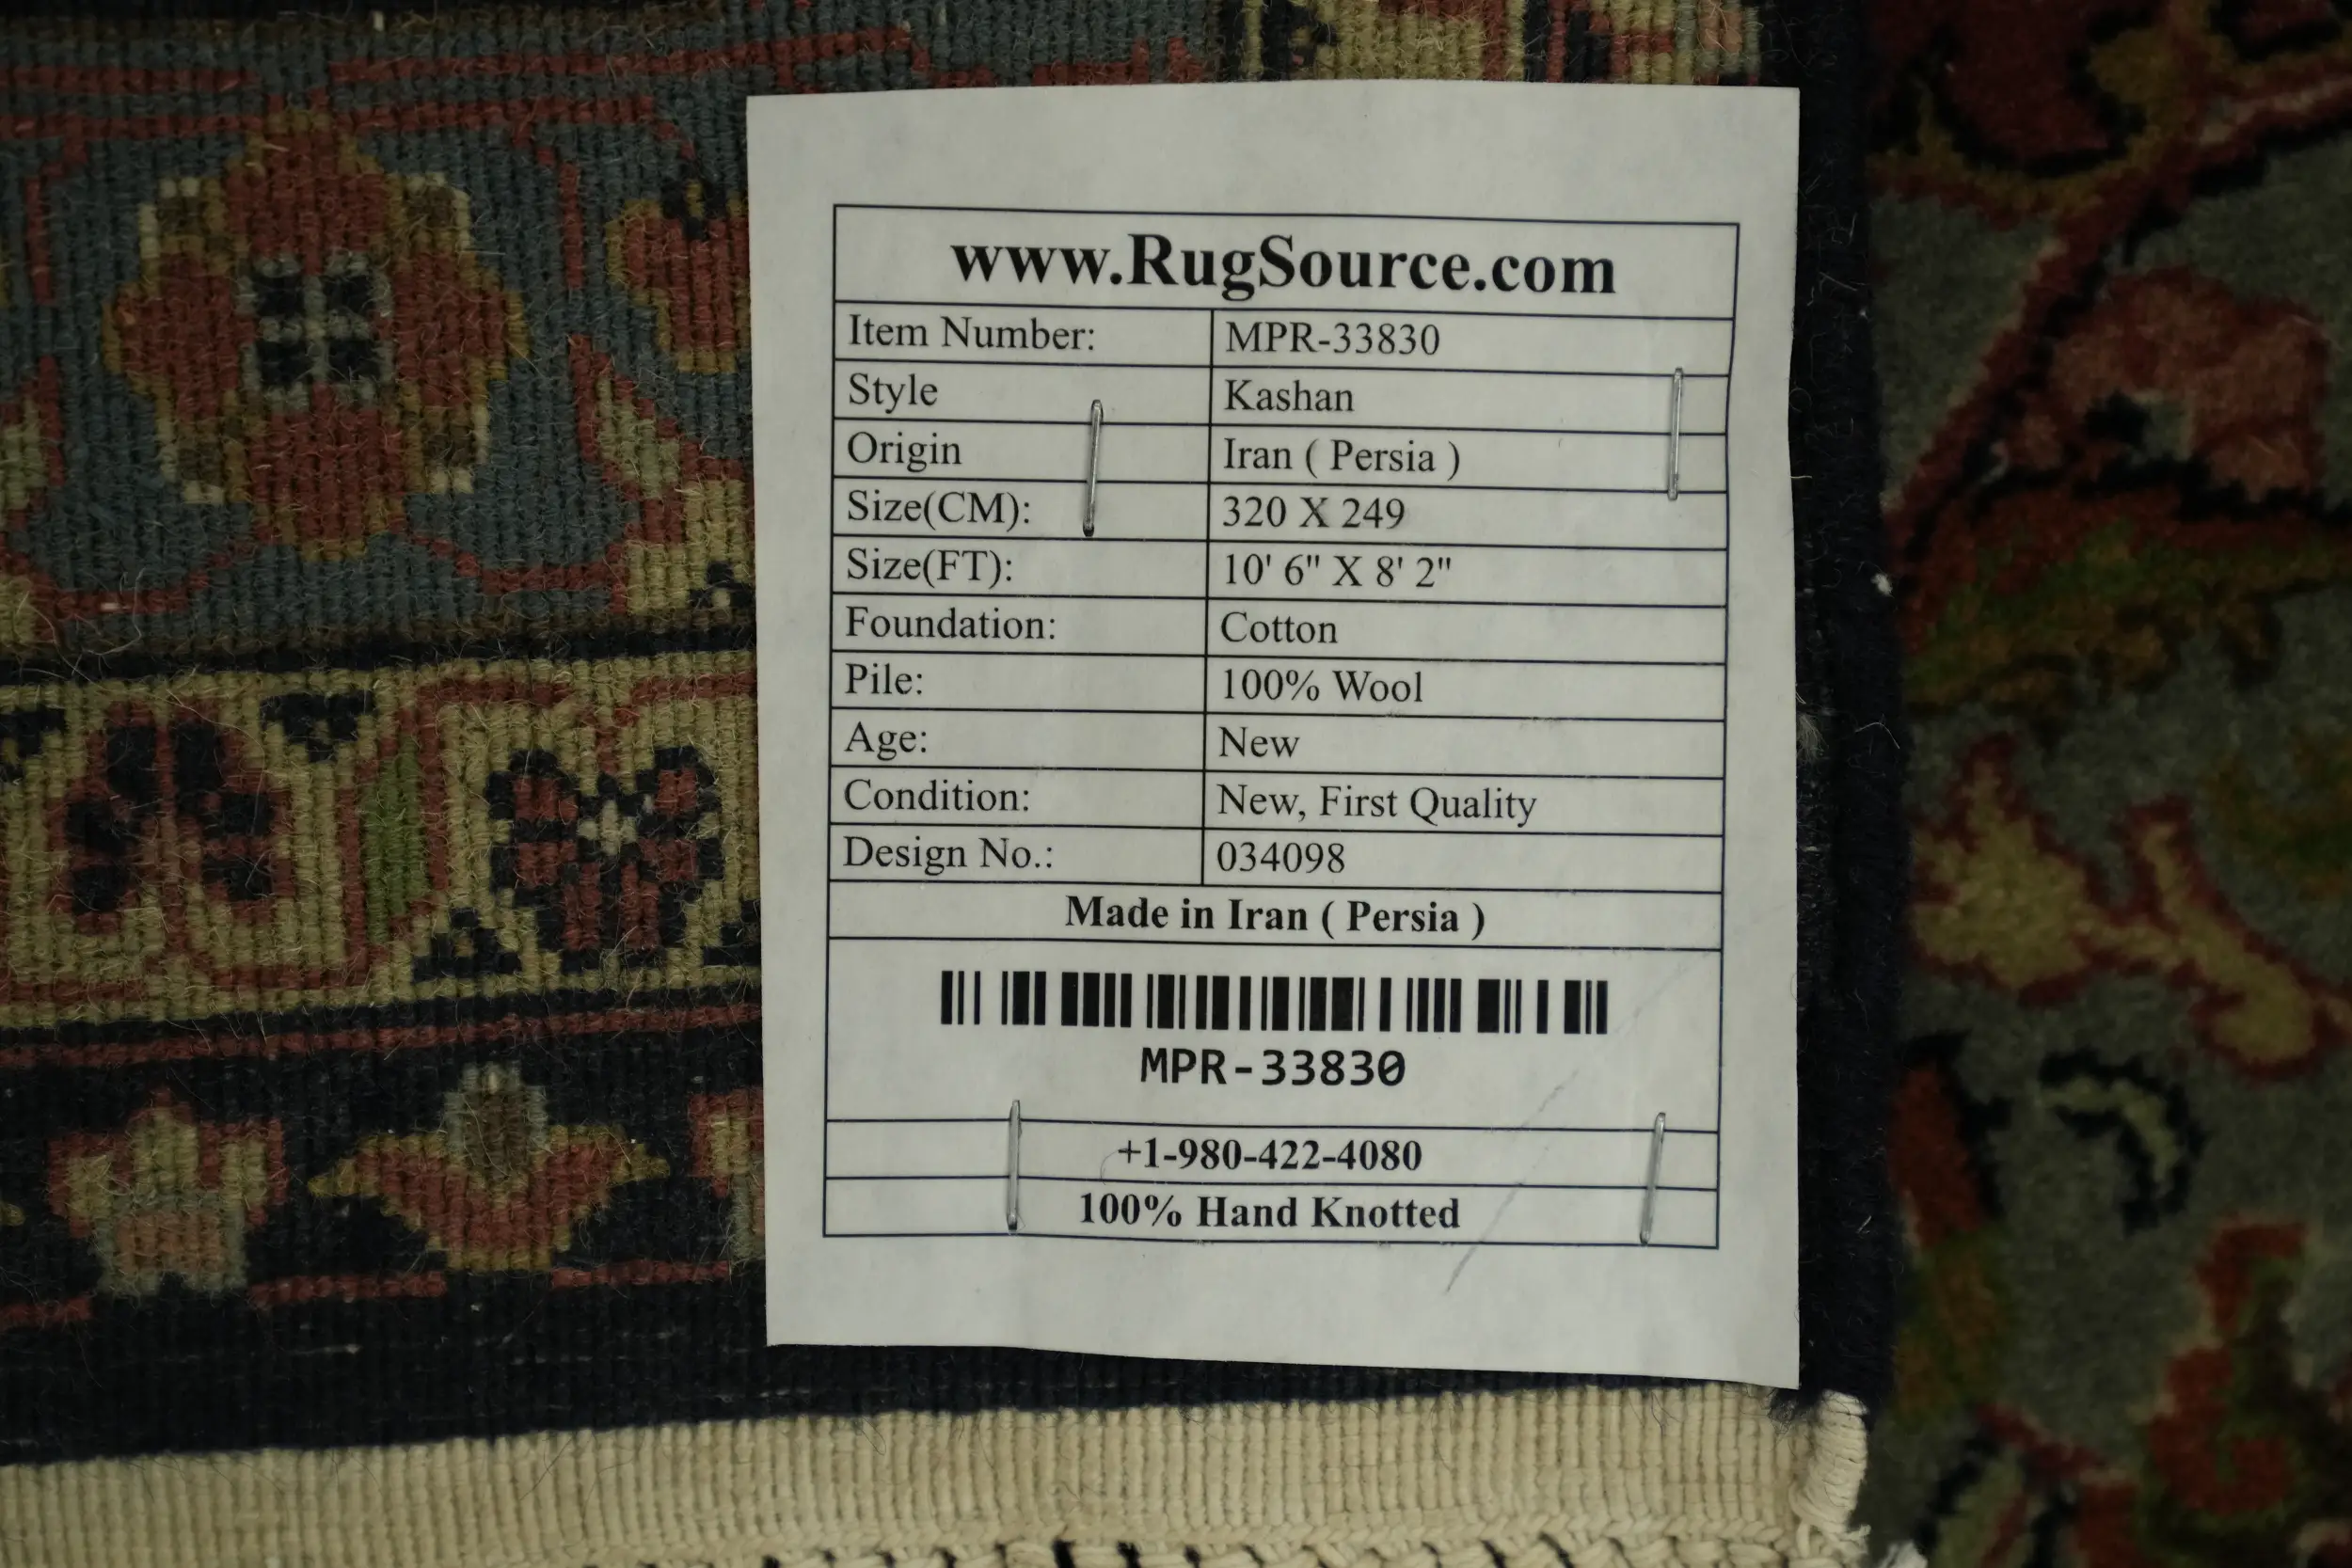 www.RugSource.com
Item Number: MPR-33830
Style Kashan
Origin Iran ( Persia )
Size(CM): 320 X 249
Size(FT): 10' 6" X 8' 2"
Foundation: Cotton
Pile: 100% Wool
Age: New
Condition: New, First Quality
Design No.: 034098
Made in Iran ( Persia )
MPR-33830
+1-980-422-4080
100% Hand Knotted